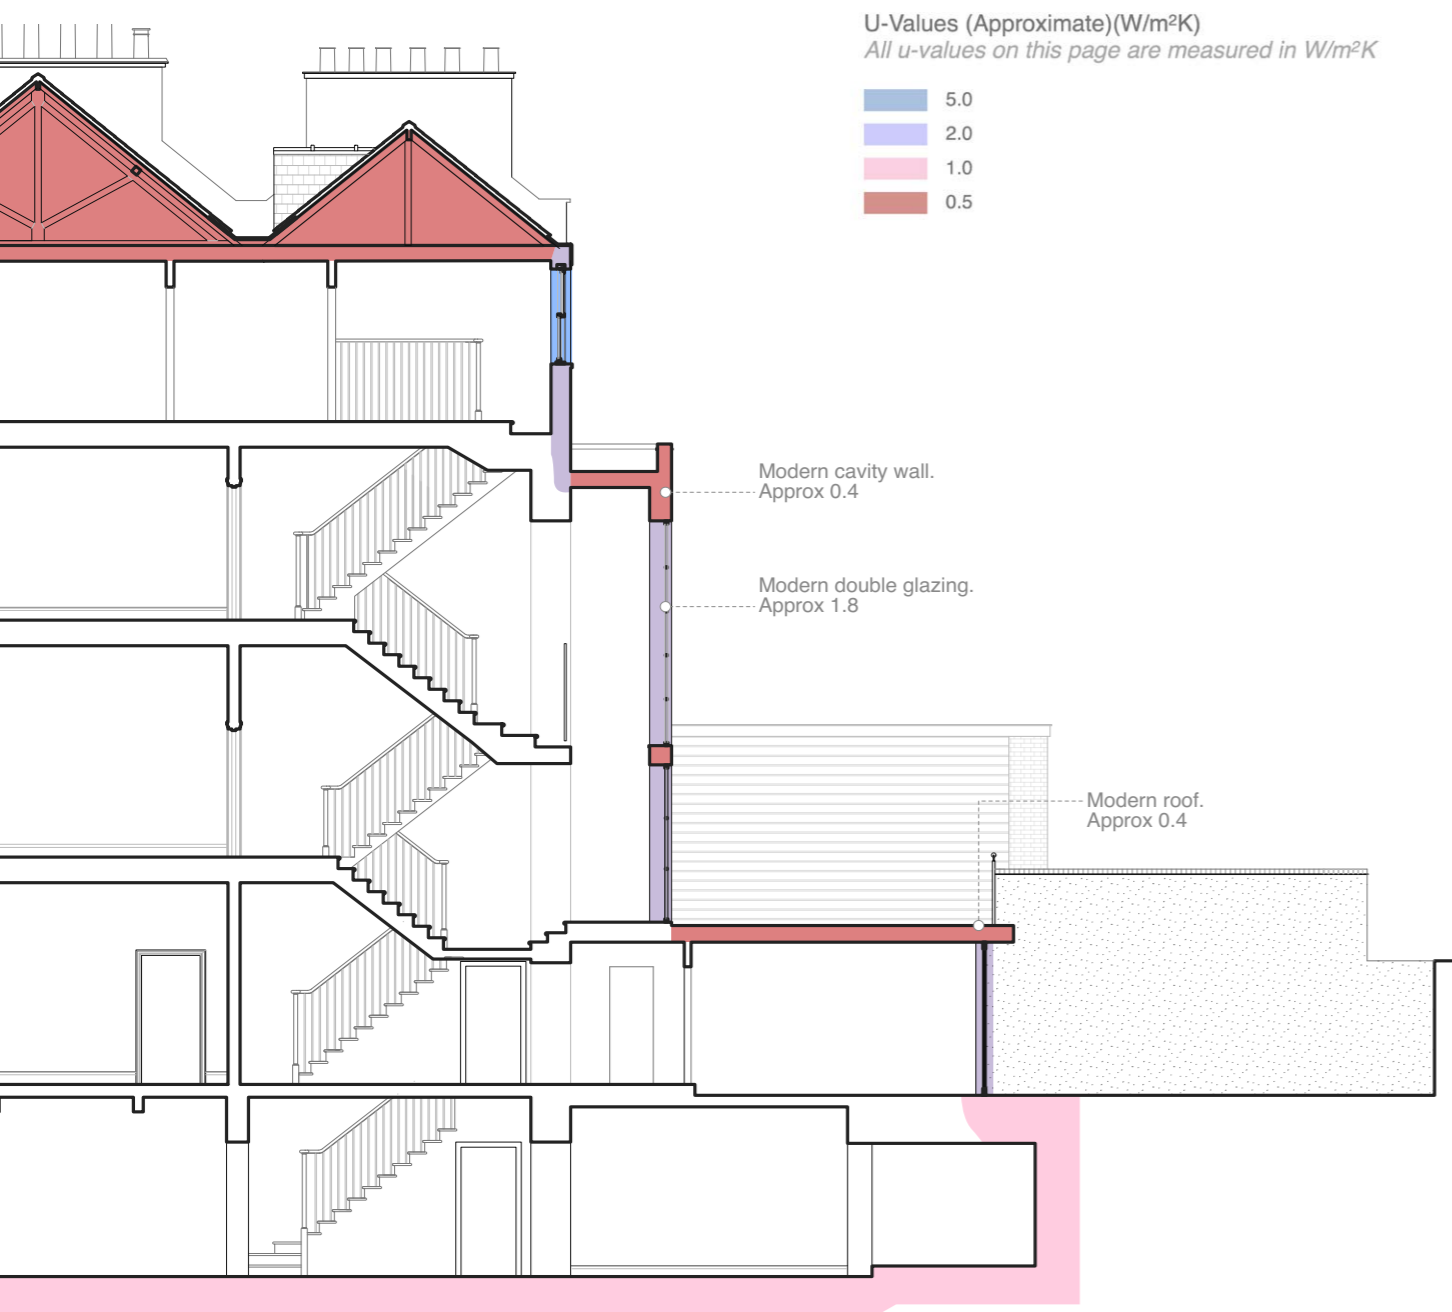 U-Values (Approximate)(W/m²K)
All u-values on this page are measured in W/m²K
5.0
2.0
1.0
0.5
Modern cavity wall.
Approx 0.4
Modern double glazing.
Approx 1.8
Modern roof.
Approx 0.4